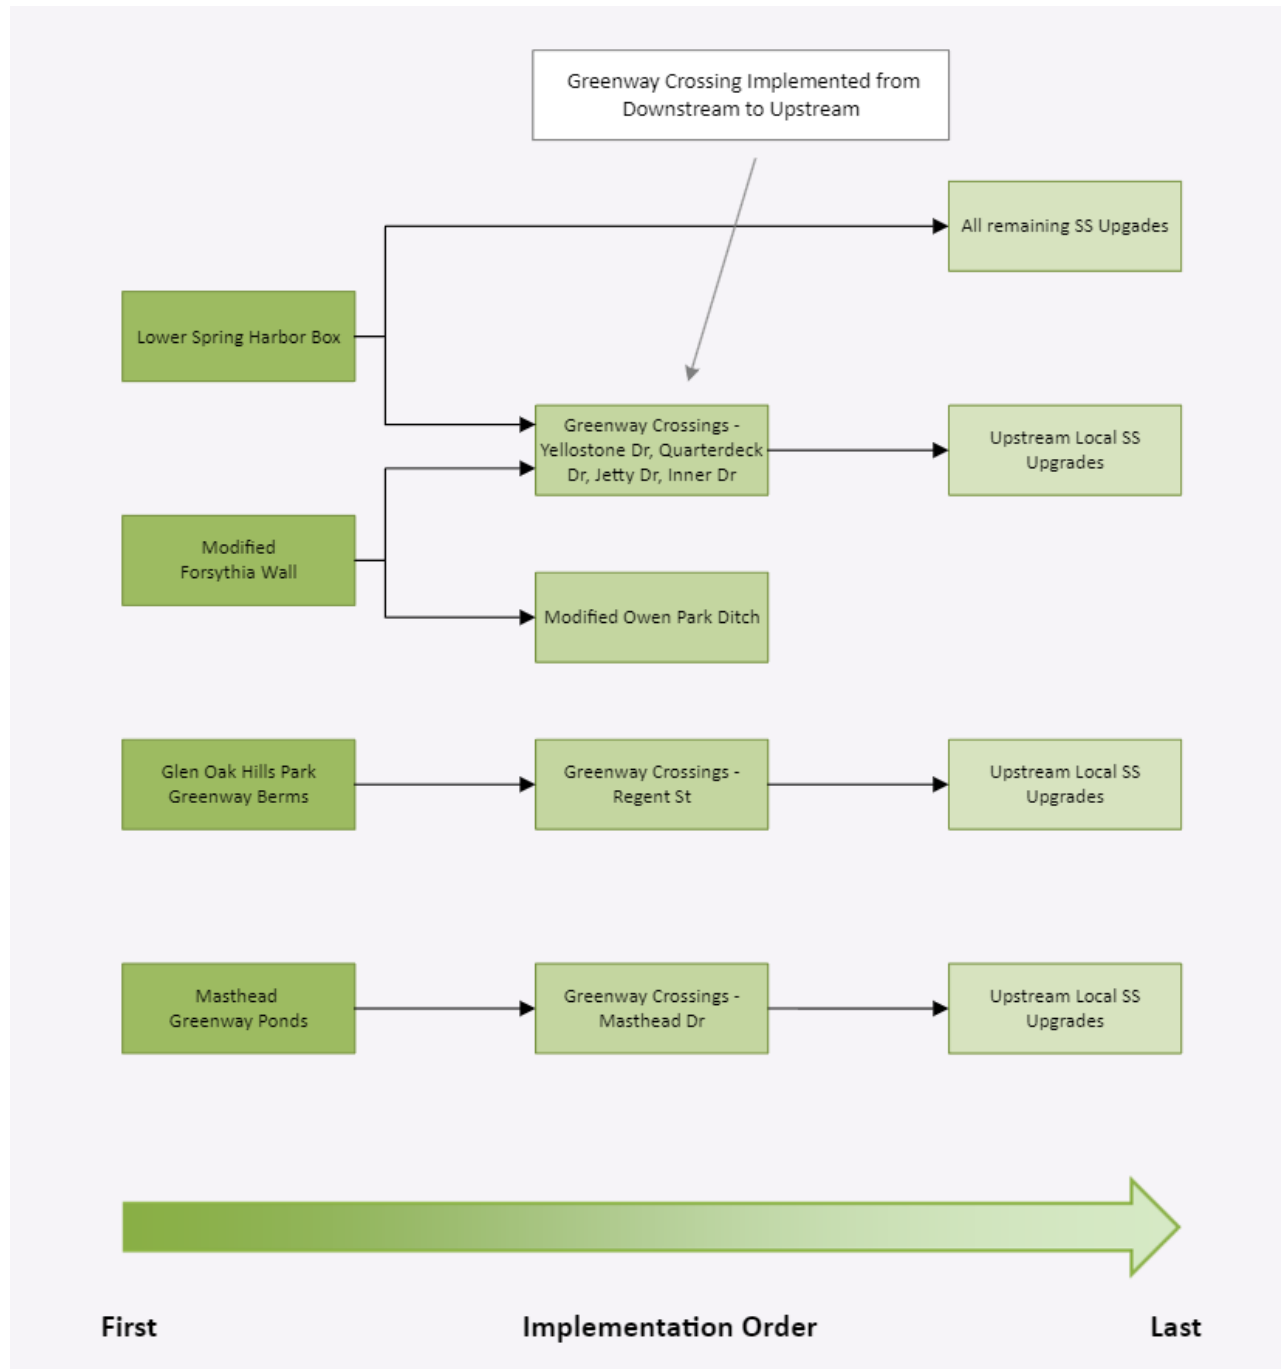 Greenway Crossing Implemented from
Downstream to Upstream
All remaining SS Upgades
Lower Spring Harbor Box
Greenway Crossings -
Yellostone Dr, Quarterdeck
Dr, Jetty Dr, Inner Dr
Upstream Local SS
Upgrades
Modified
Forsythia Wall
Modified Owen Park Ditch
Glen Oak Hills Park
Greenway Berms
Greenway Crossings -
Regent St
Upstream Local SS
Upgrades
Masthead
Greenway Ponds
Greenway Crossings -
Masthead Dr
Upstream Local SS
Upgrades
First
Implementation Order
Last